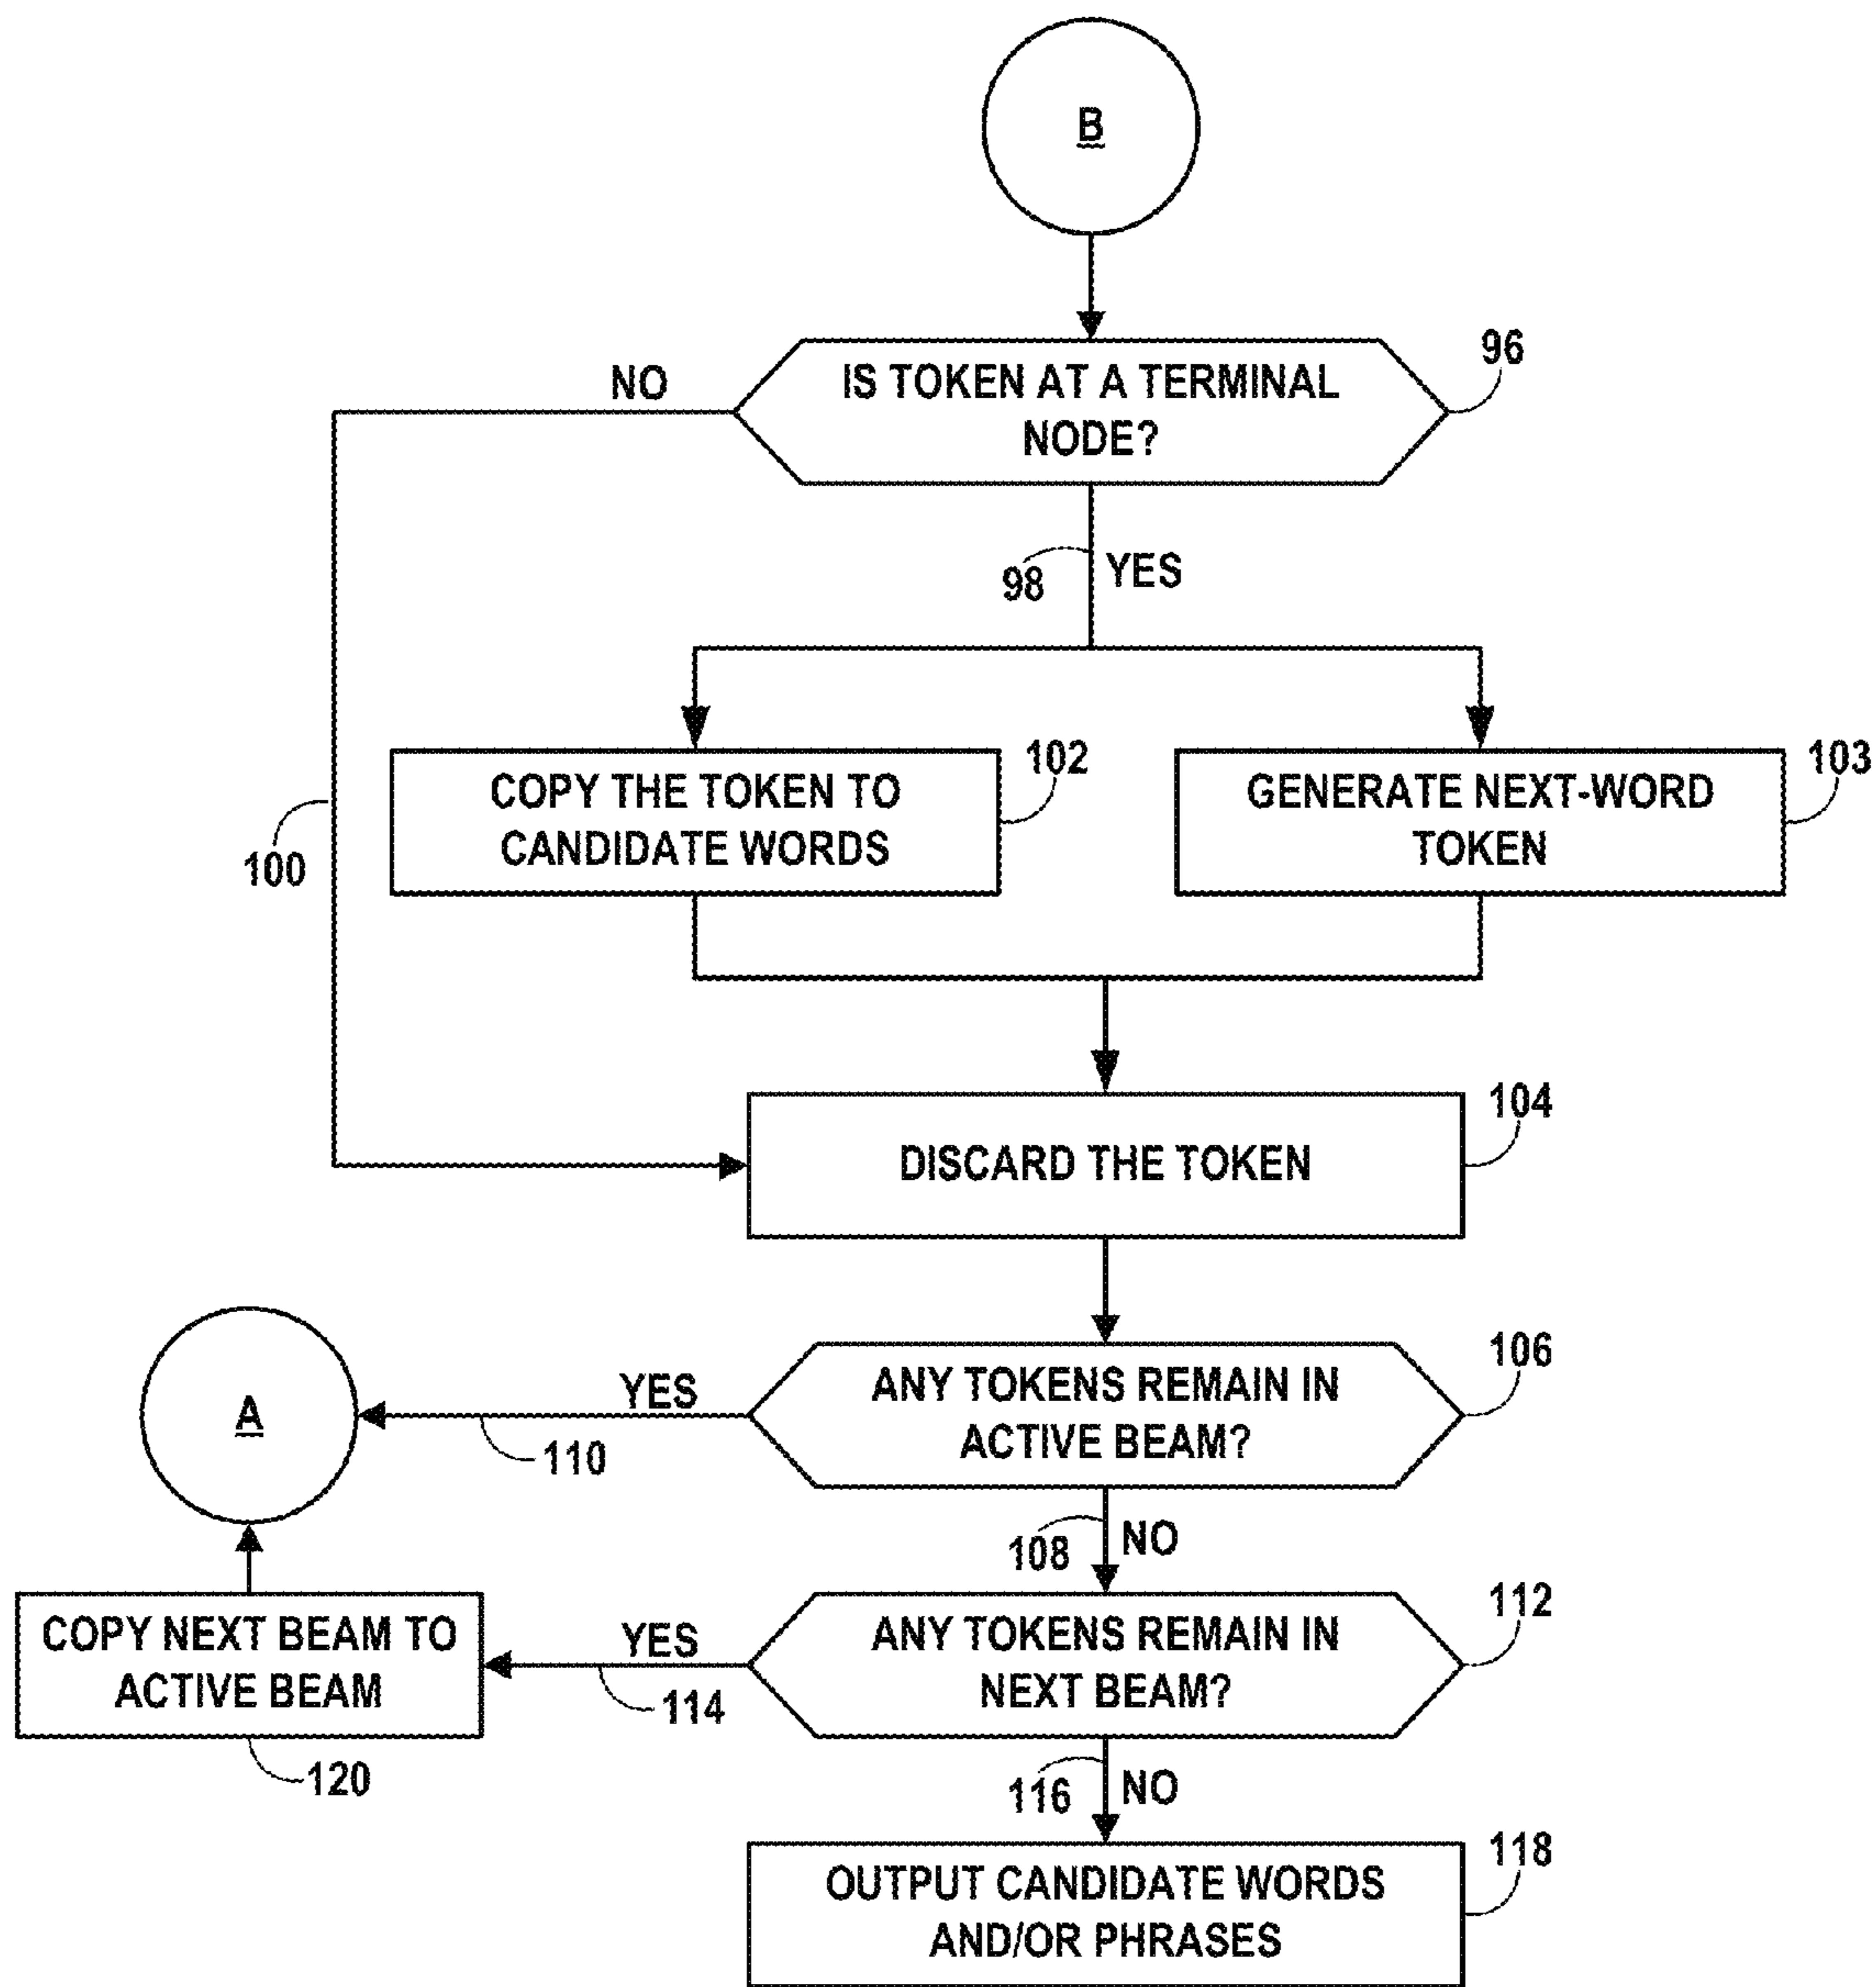 B
IS TOKEN AT A TERMINAL
NODE?
96
NO
98
YES
100
COPY THE TOKEN TO
CANDIDATE WORDS
102
GENERATE NEXT-WORD
TOKEN
103
DISCARD THE TOKEN
104
A
YES
110
ANY TOKENS REMAIN IN
ACTIVE BEAM?
106
108
NO
COPY NEXT BEAM TO
ACTIVE BEAM
120
YES
114
ANY TOKENS REMAIN IN
NEXT BEAM?
112
116
NO
OUTPUT CANDIDATE WORDS
AND/OR PHRASES
118